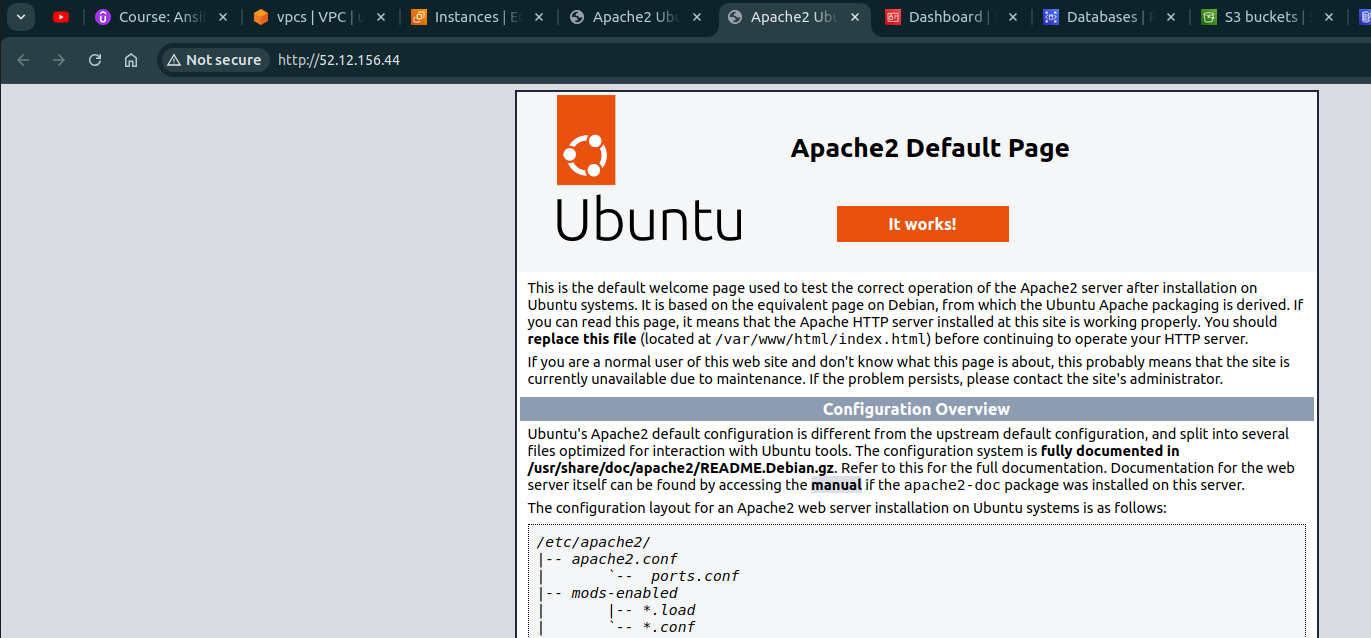 Course: Ansil
vpcs | VPC | u
Instances | E
Apache2 Ubu
Apache2 Ubu
Dashboard |
Databases |
S3 buckets |
Not secure
http://52.12.156.44
Apache2 Default Page
Ubuntu
It works!
This is the default welcome page used to test the correct operation of the Apache2 server after installation on
Ubuntu systems. It is based on the equivalent page on Debian, from which the Ubuntu Apache packaging is derived. If
you can read this page, it means that the Apache HTTP server installed at this site is working properly. You should
replace this file (located at /var/www/html/index.html) before continuing to operate your HTTP server.
If you are a normal user of this web site and don't know what this page is about, this probably means that the site is
currently unavailable due to maintenance. If the problem persists, please contact the site's administrator.
Configuration Overview
Ubuntu's Apache2 default configuration is different from the upstream default configuration, and split into several
files optimized for interaction with Ubuntu tools. The configuration system is fully documented in
/usr/share/doc/apache2/README.Debian.gz. Refer to this for the full documentation. Documentation for the web
server itself can be found by accessing the manual if the apache2-doc package was installed on this server.
The configuration layout for an Apache2 web server installation on Ubuntu systems is as follows:
/etc/apache2/
|-- apache2.conf
|       `--  ports.conf
|-- mods-enabled
|       |-- *.load
|       `-- *.conf